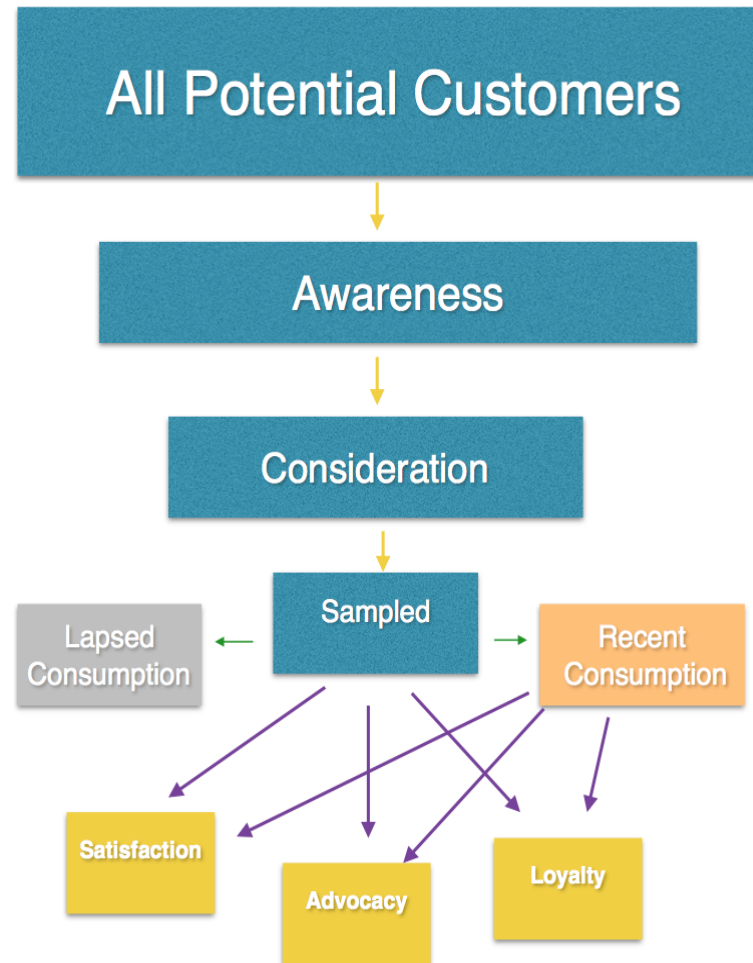 All Potential Customers
Awareness
Consideration
Sampled
Lapsed
Consumption
Recent
Consumption
Satisfaction
Advocacy
Loyalty